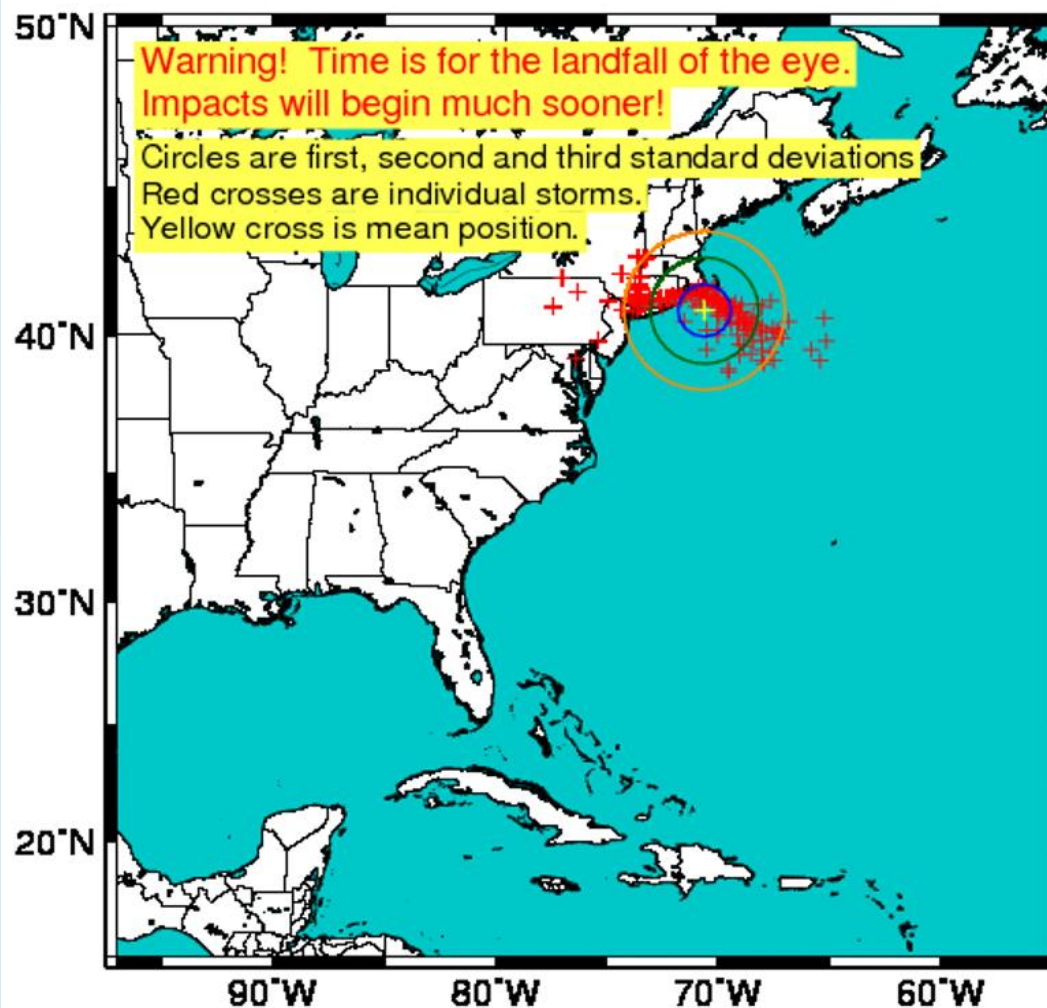 50°N
Warning! Time is for the landfall of the eye.
Impacts will begin much sooner!
Circles are first, second and third standard deviations
Red crosses are individual storms.
Yellow cross is mean position.
40°N
30°N
20°N
90°W 80°W 70°W 60°W